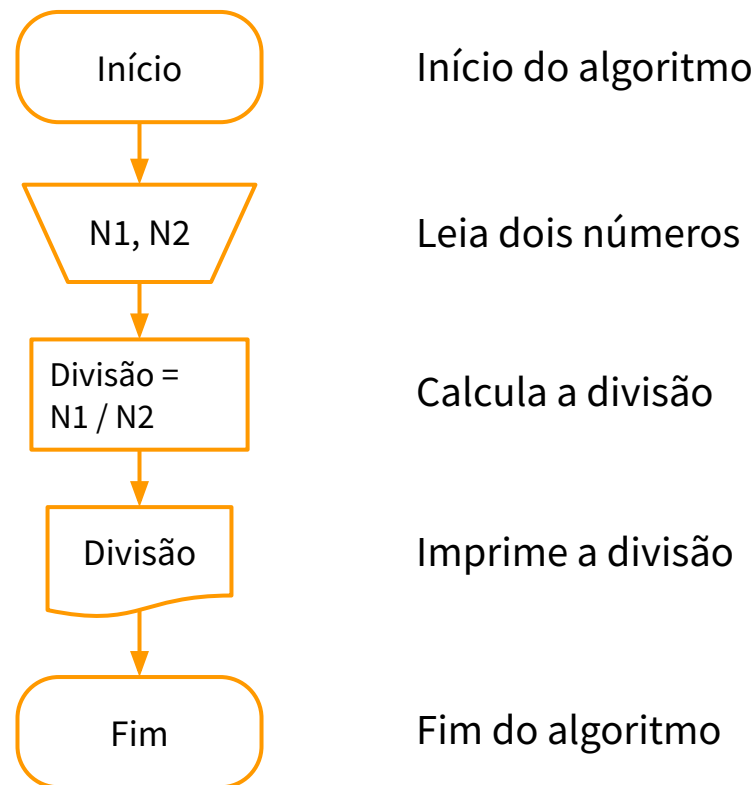 Início
Início do algoritmo
N1, N2
Leia dois números
Divisão =
N1 / N2
Calcula a divisão
Divisão
Imprime a divisão
Fim
Fim do algoritmo